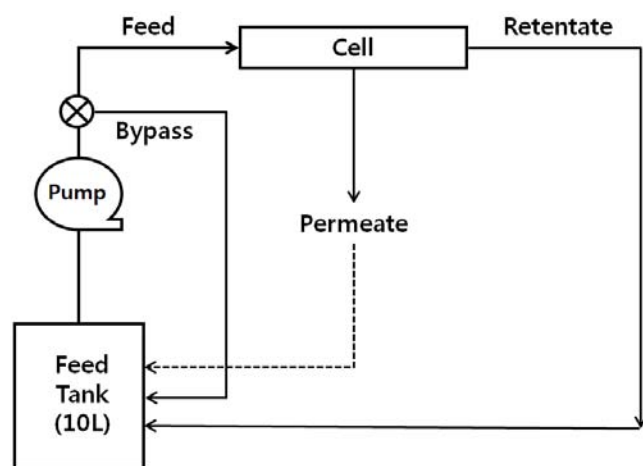 Feed
Cell
Retentate
Bypass
Pump
Permeate
Feed
Tank
(10L)